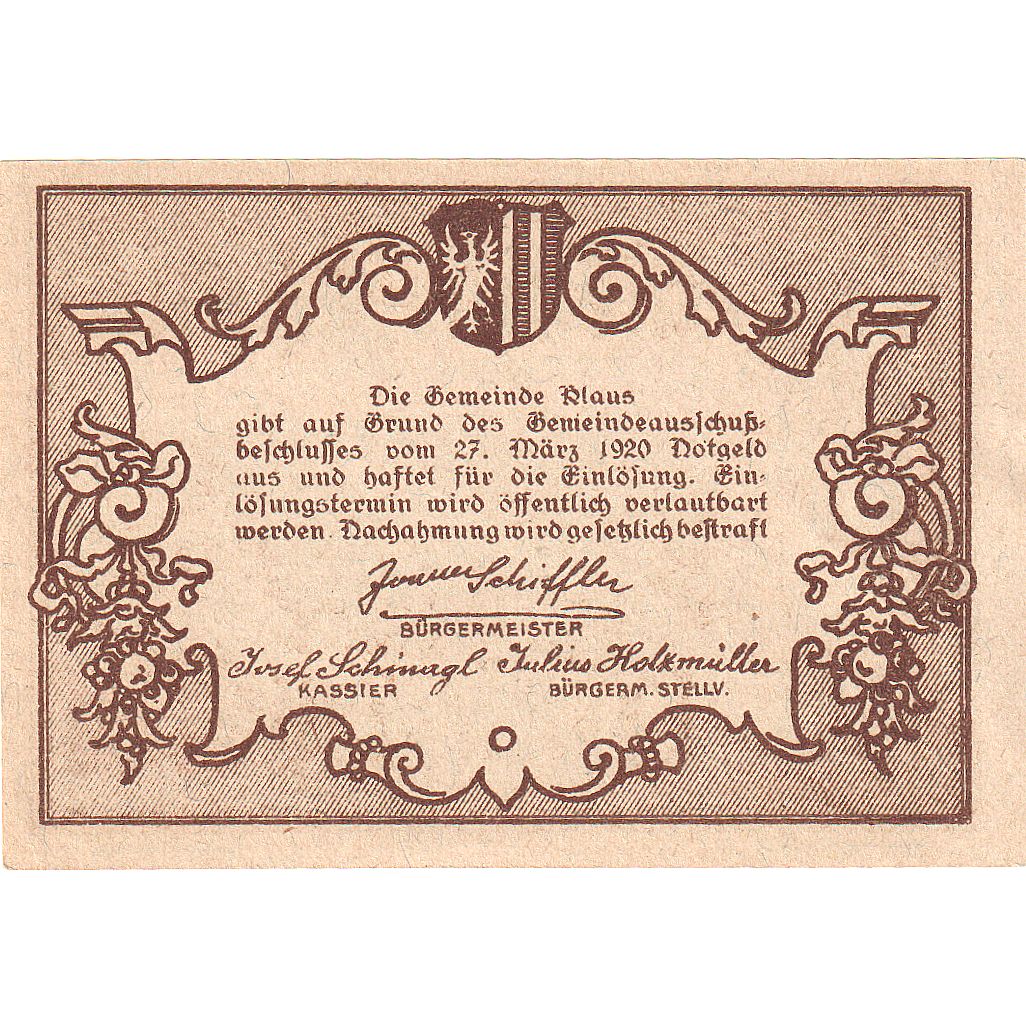 Die Gemeinde Klaus
gibt auf Grund des Gemeindeausschuß-
beschlusses vom 27. März 1920 Notgeld
aus und haftet für die Einlösung. Ein-
lösungstermin wird öffentlich verlautbart
werden. Nachahmung wird gesetzlich bestraft
Schiffler
BÜRGERMEISTER
Josef Schinagl Julius Holzmüller
KASSIER BÜRGERM. STELLV.